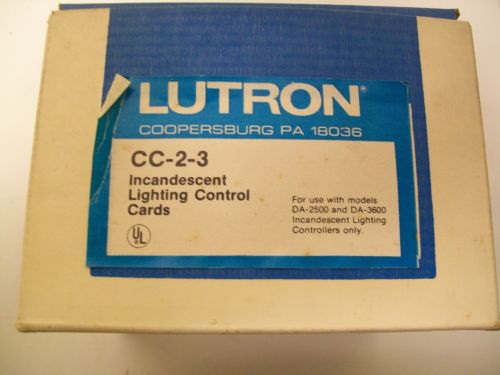 LUTRON®
COOPERSBURG PA 18036
CC-2-3
Incandescent
Lighting Control
Cards
For use with models
DA-2500 and DA-3600
Incandescent Lighting
Controllers only.
UL